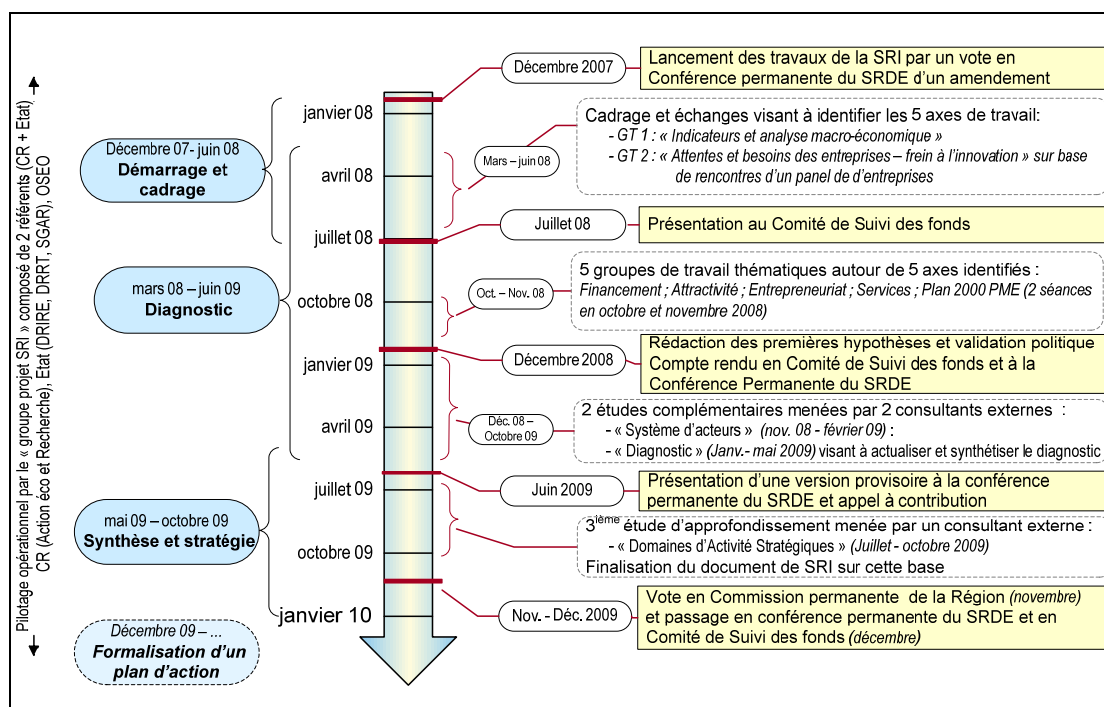 Pilotage opérationnel par le « groupe projet SRI » composé de 2 référents (CR + Etat)
CR (Action éco et Recherche), Etat (DRIRE, DRRT, SGAR), OSEO
Décembre 07- juin 08
Démarrage et
cadrage
mars 08 – juin 09
Diagnostic
mai 09 – octobre 09
Synthèse et stratégie
Décembre 09 – ...
Formalisation d’un
plan d’action
janvier 08
avril 08
juillet 08
octobre 08
janvier 09
avril 09
juillet 09
octobre 09
janvier 10
Décembre 2007
Lancement des travaux de la SRI par un vote en
Conférence permanente du SRDE d’un amendement
Mars – juin 08
Cadrage et échanges visant à identifier les 5 axes de travail:
- GT 1 : « Indicateurs et analyse macro-économique »
- GT 2 : « Attentes et besoins des entreprises – frein à l’innovation » sur base
de rencontres d’un panel de d’entreprises
Juillet 08
Présentation au Comité de Suivi des fonds
Oct. – Nov. 08
5 groupes de travail thématiques autour de 5 axes identifiés :
Financement ; Attractivité ; Entrepreneuriat ; Services ; Plan 2000 PME (2 séances
en octobre et novembre 2008)
Décembre 2008
Rédaction des premières hypothèses et validation politique
Compte rendu en Comité de Suivi des fonds et à la
Conférence Permanente du SRDE
Déc. 08 –
Octobre 09
2 études complémentaires menées par 2 consultants externes :
- « Système d’acteurs » (nov. 08 - février 09) :
- « Diagnostic » (Janv.- mai 2009) visant à actualiser et synthétiser le diagnostic
Juin 2009
Présentation d’une version provisoire à la conférence
permanente du SRDE et appel à contribution
3ième étude d’approfondissement menée par un consultant externe :
- « Domaines d’Activité Stratégiques » (Juillet - octobre 2009)
Finalisation du document de SRI sur cette base
Nov. - Déc. 2009
Vote en Commission permanente de la Région (novembre)
et passage en conférence permanente du SRDE et en
Comité de Suivi des fonds (décembre)